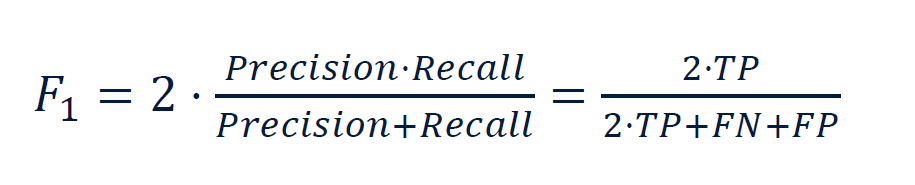 F₁ = 2 · Precision·Recall / Precision+Recall = 2·TP / 2·TP+FN+FP